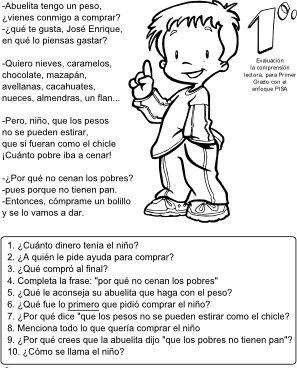 -Abuelita tengo un peso,
¿vienes conmigo a comprar?
-¿qué te gusta, José Enrique,
en qué lo piensas gastar?
-Quiero nieves, caramelos,
chocolate, mazapán,
avellanas, cacahuates,
nueces, almendras, un flan...
-Pero, niño, que los pesos
no se pueden estirar,
que si fueran como el chicle
¡Cuánto pobre iba a cenar!
-¿Por qué no cenan los pobres?
-pues porque no tienen pan.
-Entonces, cómprame un bolillo
y se lo vamos a dar.
1º
Evaluación
la comprensión
lectora, para Primer
Grado con el
enfoque PISA
1. ¿Cuánto dinero tenía el niño?
2. ¿A quién le pide ayuda para comprar?
3. ¿Qué compró al final?
4. Completa la frase: "por qué no cenan los pobres"
5. ¿Qué le aconseja su abuelita que haga con el peso?
6. ¿Qué fue lo primero que pidió comprar el niño?
7. ¿Por qué dice "que los pesos no se pueden estirar como el chicle?
8. Menciona todo lo que quería comprar el niño
9. ¿Por qué crees que la abuelita dijo "que los pobres no tienen pan"?
10. ¿Cómo se llama el niño?